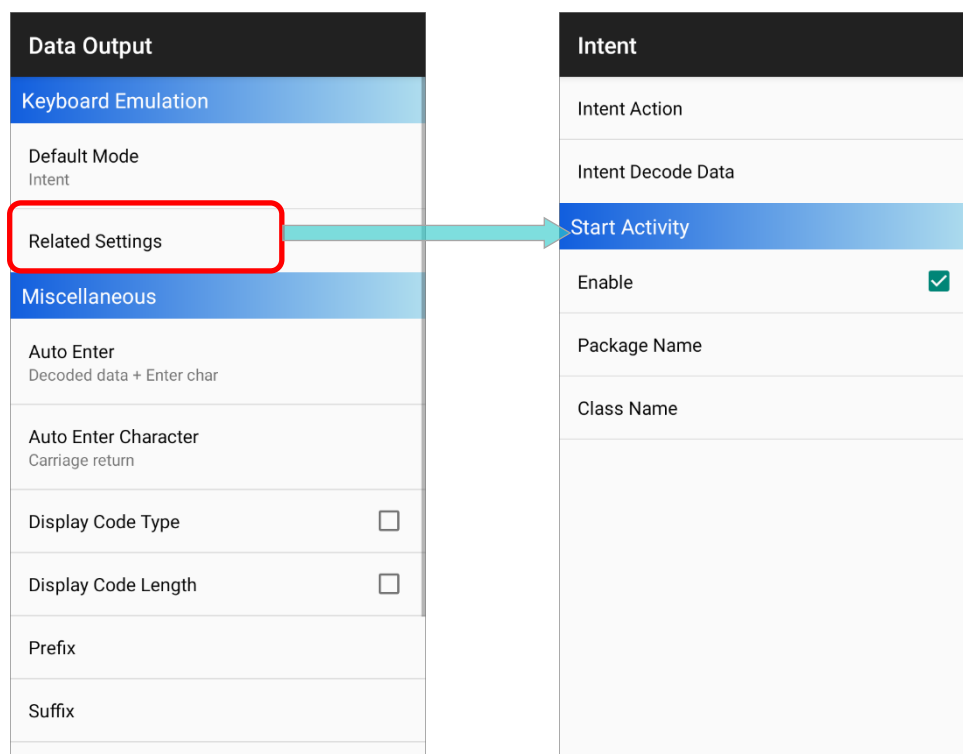 Data Output
Keyboard Emulation
Default Mode
Intent
Related Settings
Miscellaneous
Auto Enter
Decoded data + Enter char
Auto Enter Character
Carriage return
Display Code Type
Display Code Length
Prefix
Suffix
Intent
Intent Action
Intent Decode Data
Start Activity
Enable
Package Name
Class Name